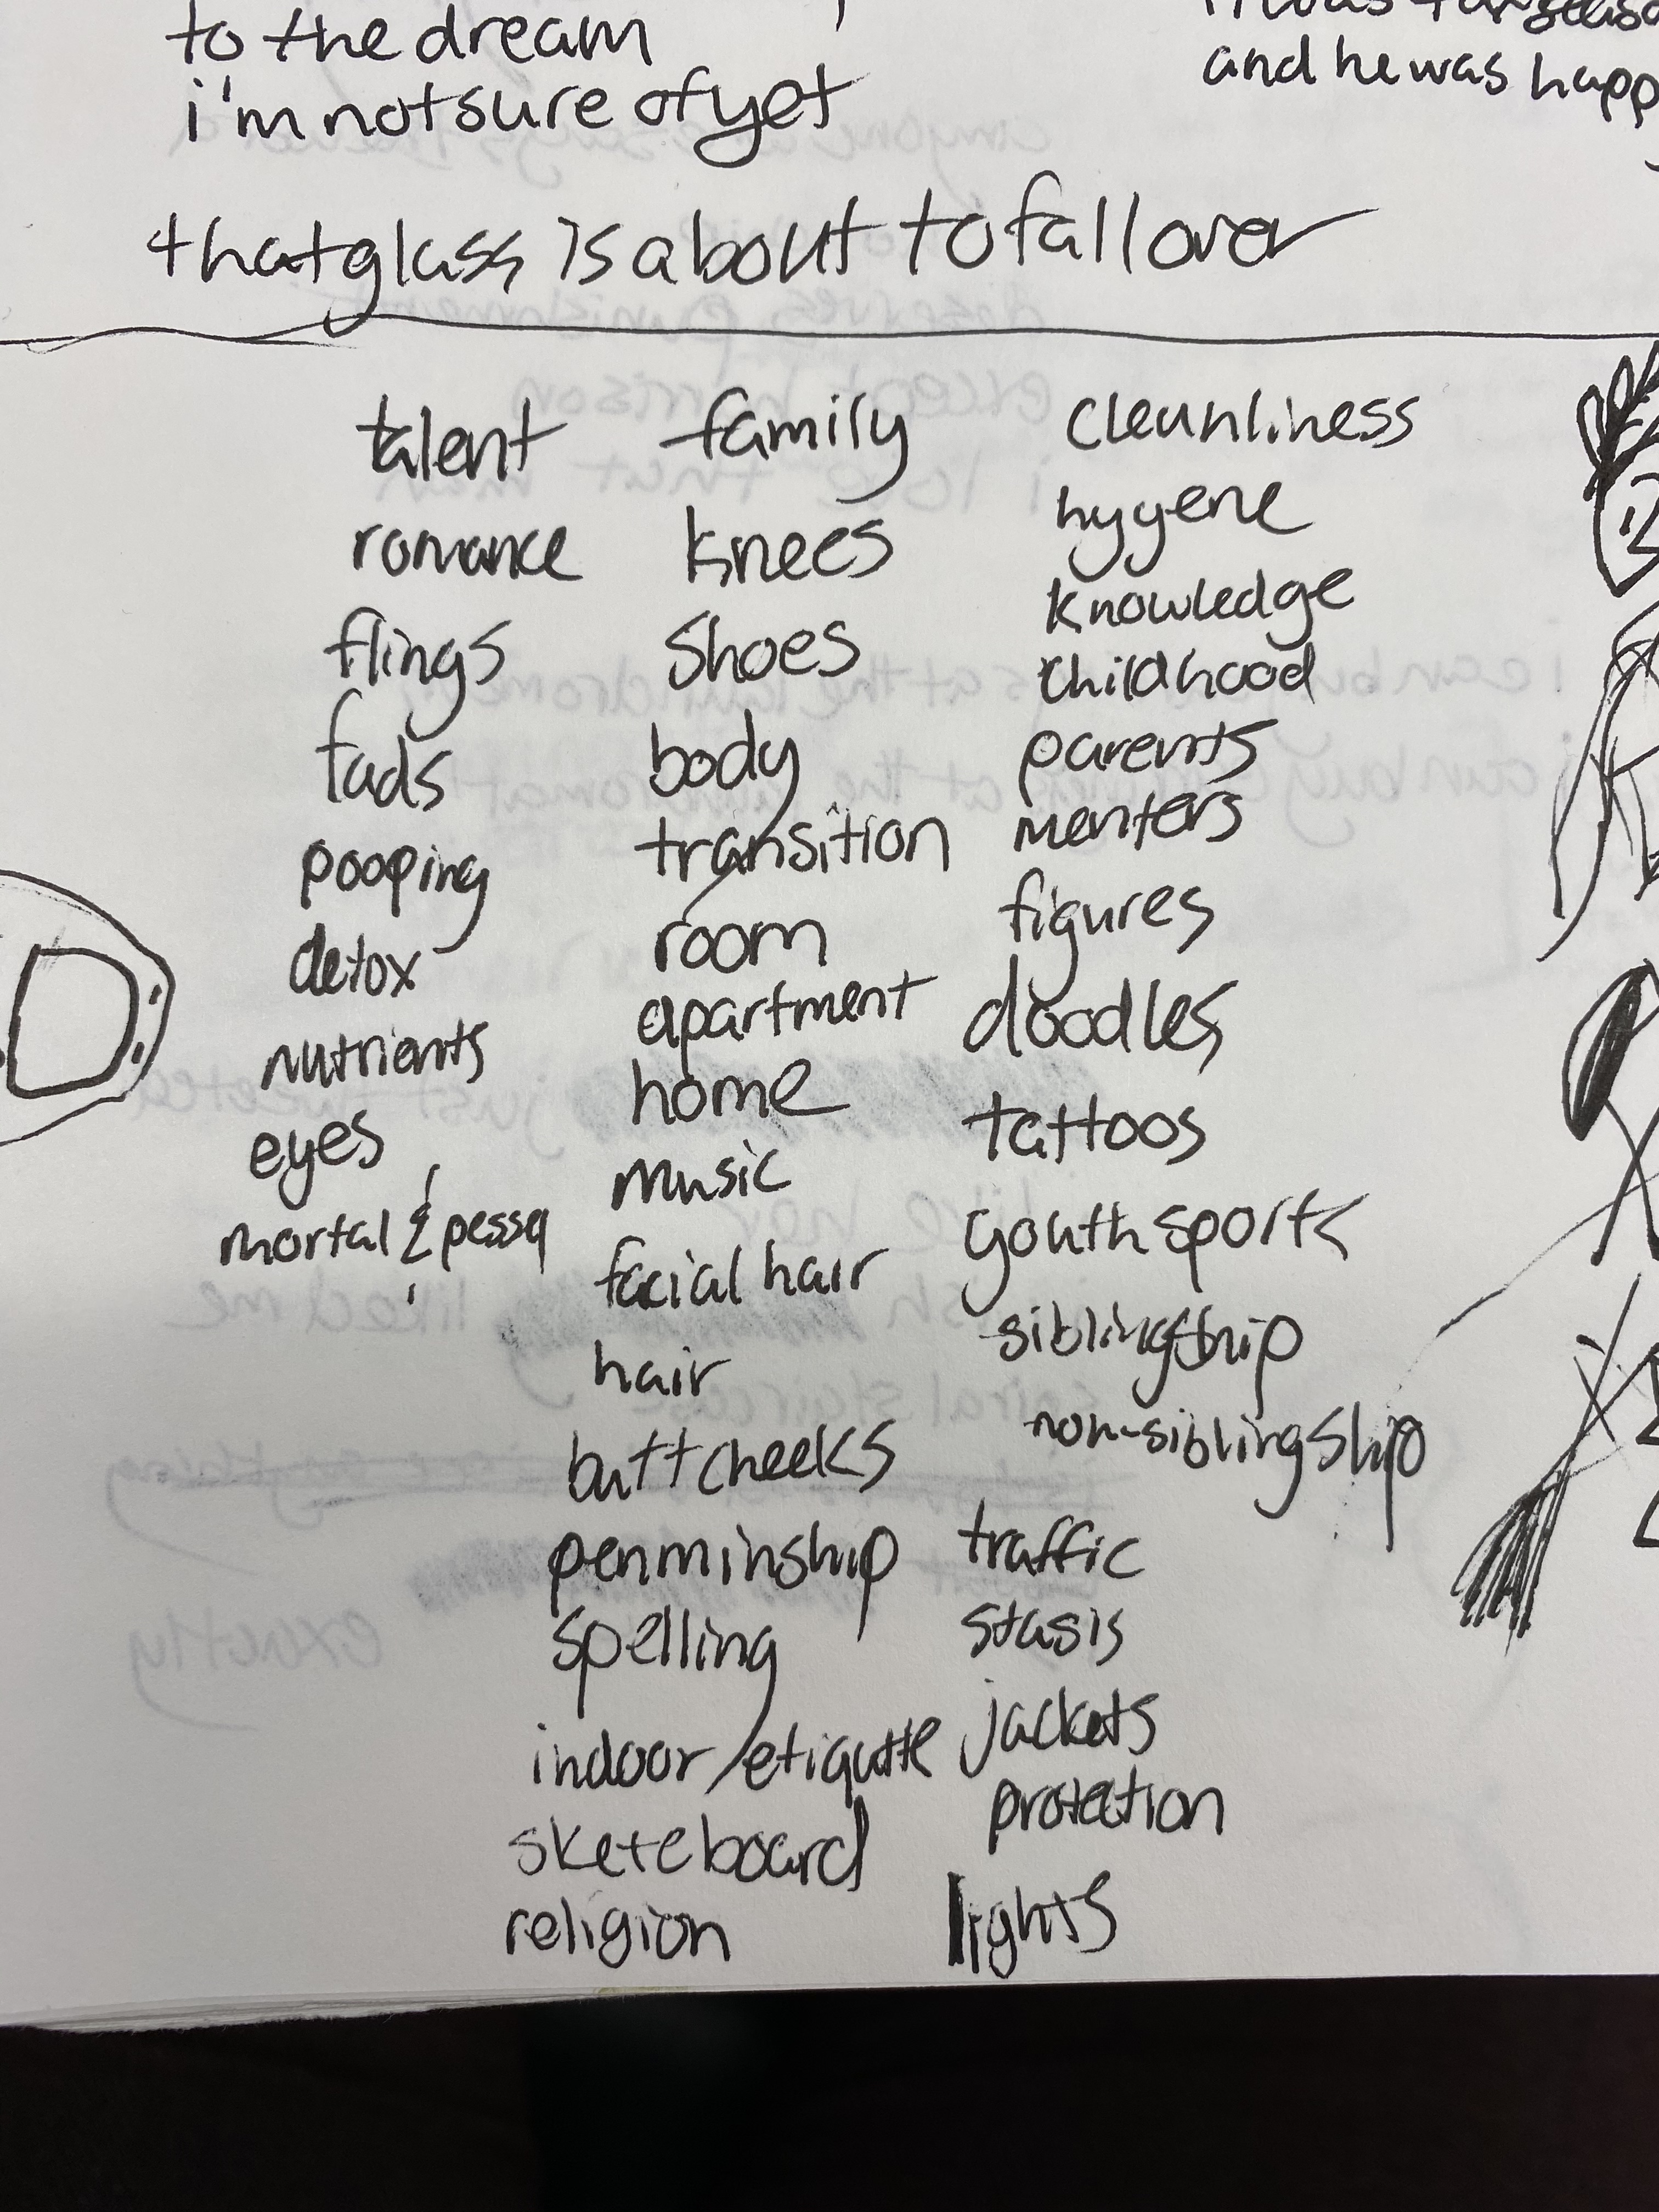 to the dream
i'm not sure of yet
that glass is about to fall over
and he was happ
talent
romance
flings
fads
pooping
detox
nutrients
eyes
mortal & pessq
family
knees
shoes
body
transition
room
apartment
home
music
facial hair
hair
buttcheeks
penminship
spelling
indoor/etiqutte
sketeboard
religion
cleanliness
hygene
knowledge
childhood
parents
menters
figures
doodles
tattoos
youth sports
siblingship
non-siblingship
traffic
stasis
jackets
protection
lights